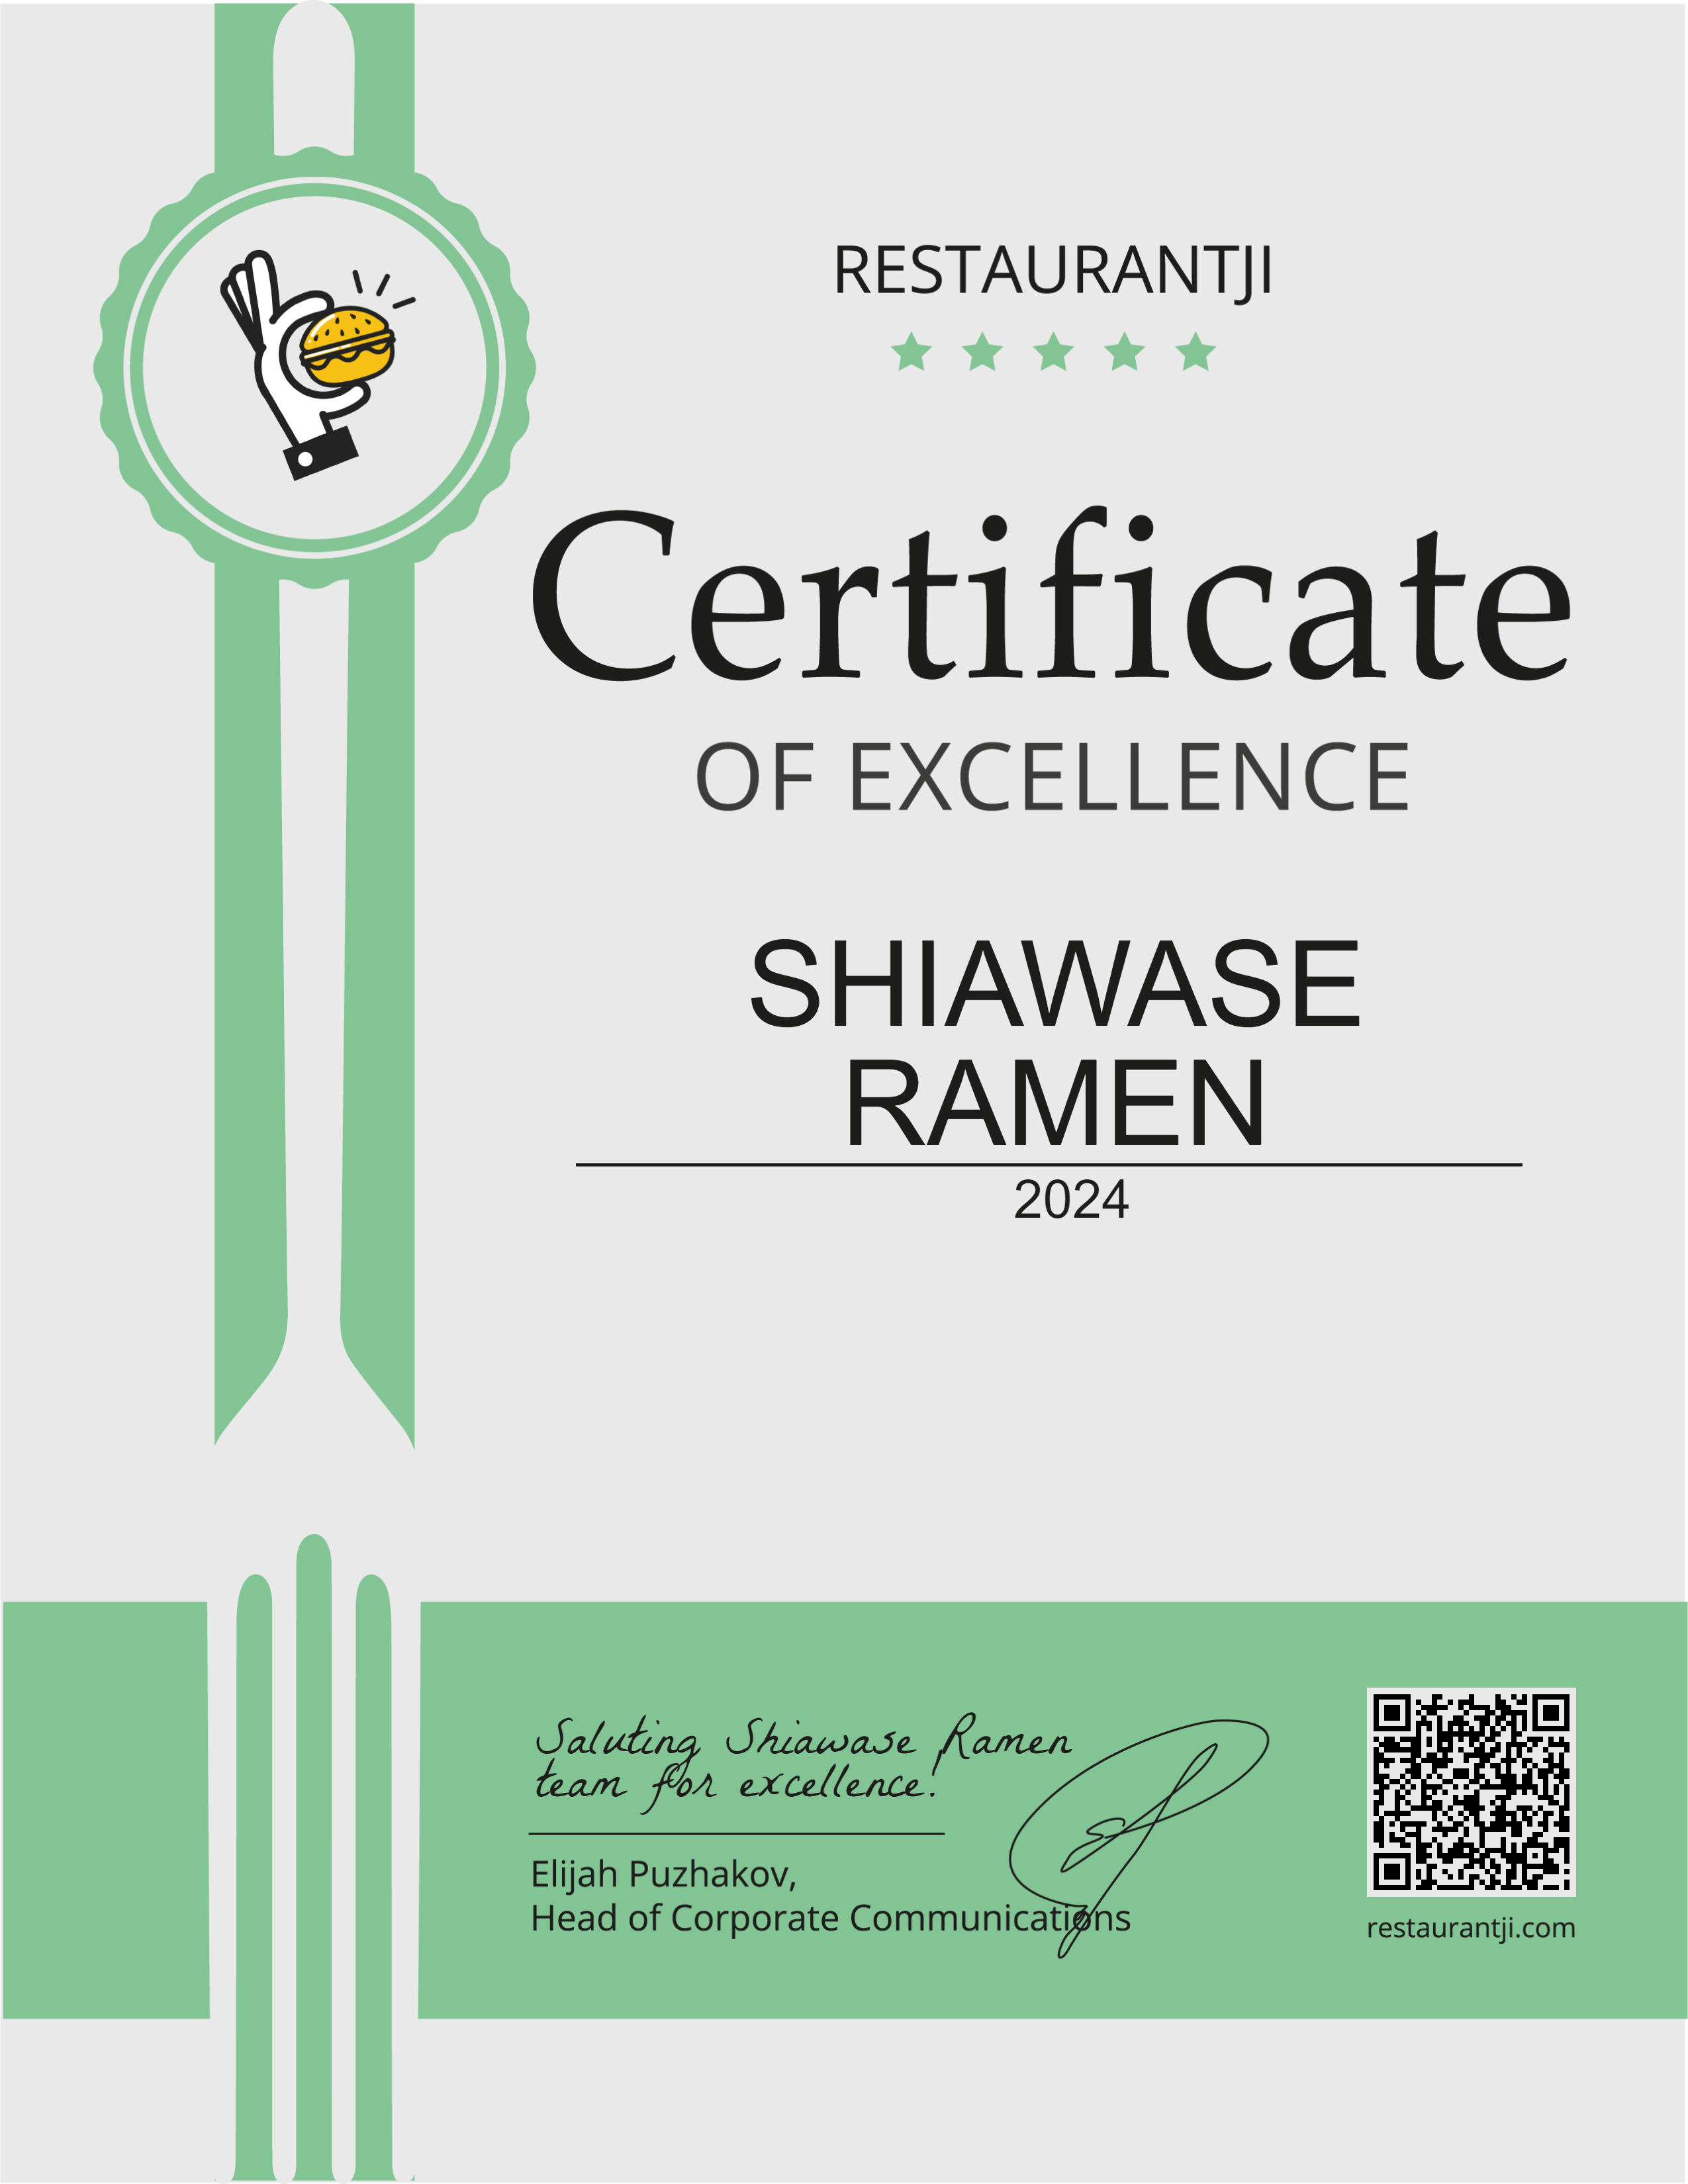 RESTAURANTJI
Certificate
OF EXCELLENCE
SHIAWASE
RAMEN
2024
Saluting Shiawase Ramen
team for excellence!
Elijah Puzhakov,
Head of Corporate Communications
restaurantji.com